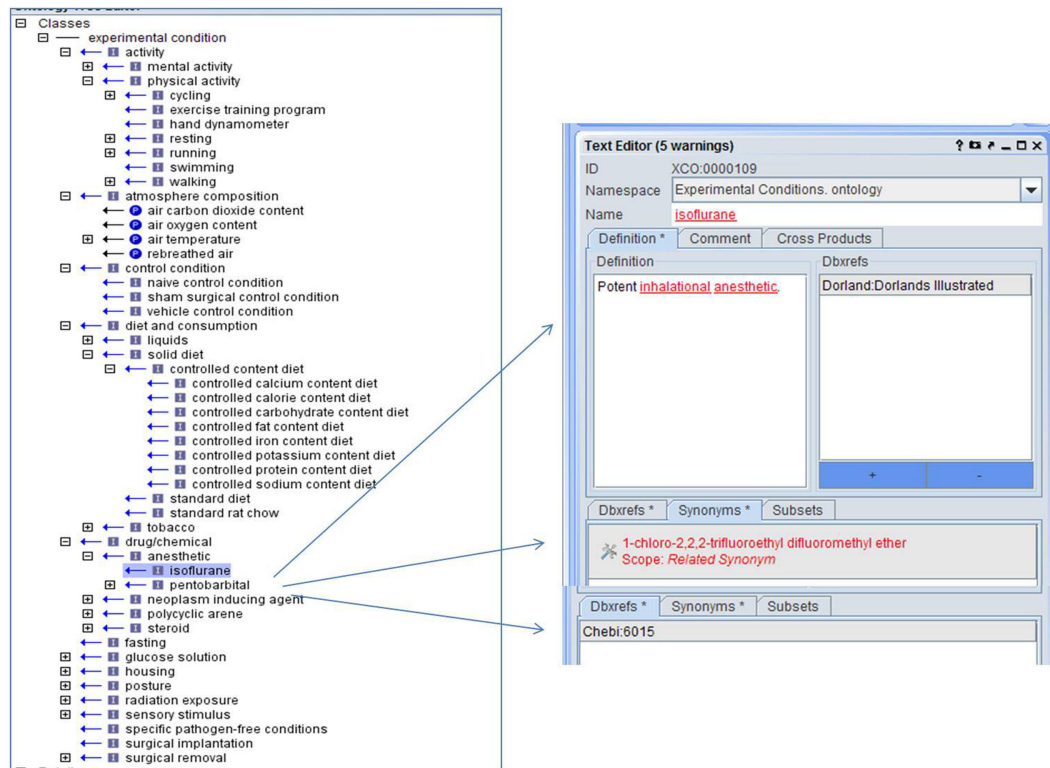 Ontology Tree Editor
Classes
experimental condition
activity
mental activity
physical activity
cycling
exercise training program
hand dynamometer
resting
running
swimming
walking
atmosphere composition
air carbon dioxide content
air oxygen content
air temperature
rebreathed air
control condition
naive control condition
sham surgical control condition
vehicle control condition
diet and consumption
liquids
solid diet
controlled content diet
controlled calcium content diet
controlled calorie content diet
controlled carbohydrate content diet
controlled fat content diet
controlled iron content diet
controlled potassium content diet
controlled protein content diet
controlled sodium content diet
standard diet
standard rat chow
tobacco
drug/chemical
anesthetic
isoflurane
pentobarbital
neoplasm inducing agent
polycyclic arene
steroid
fasting
glucose solution
housing
posture
radiation exposure
sensory stimulus
specific pathogen-free conditions
surgical implantation
surgical removal
Text Editor (5 warnings)
ID XCO:0000109
Namespace Experimental Conditions. ontology
Name isoflurane
Definition * Comment Cross Products
Definition Dbxrefs
Potent inhalational anesthetic. Dorland:Dorlands Illustrated
+ -
Dbxrefs * Synonyms * Subsets
1-chloro-2,2,2-trifluoroethyl difluoromethyl ether
Scope: Related Synonym
Dbxrefs * Synonyms * Subsets
Chebi:6015